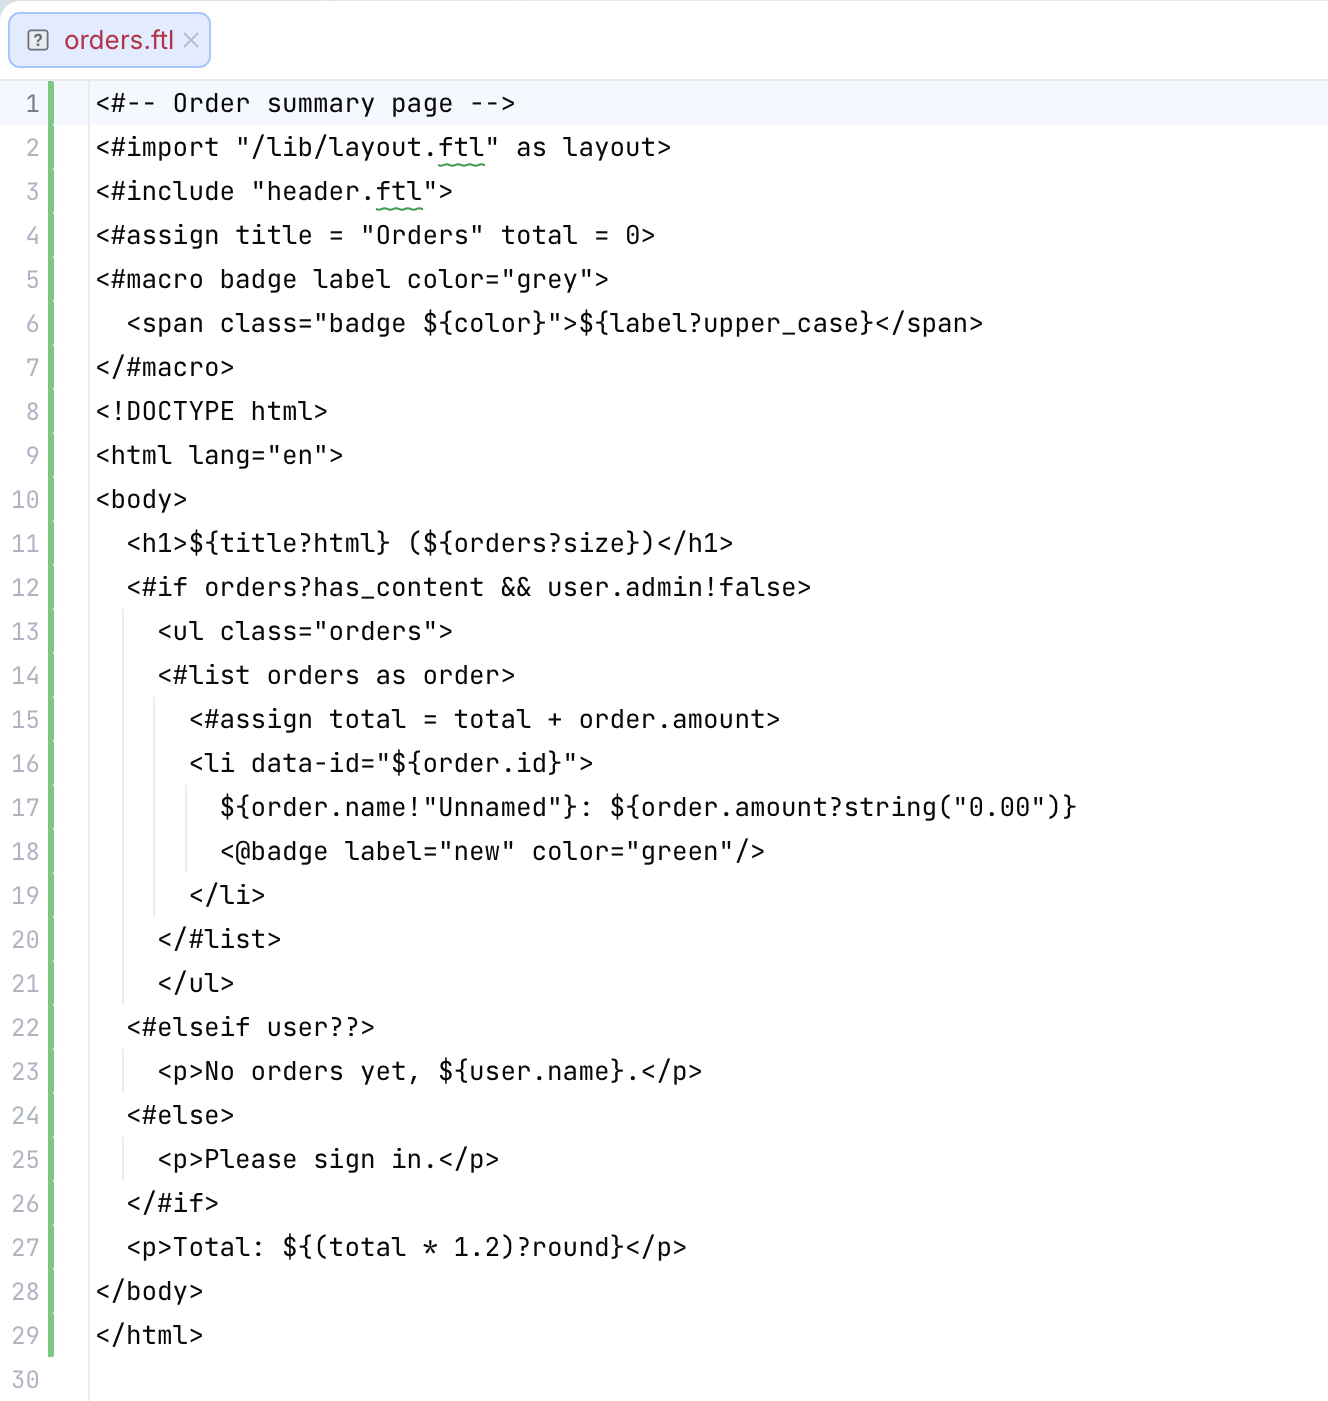 orders.ftl
1 <#-- Order summary page -->
2 <#import "/lib/layout.ftl" as layout>
3 <#include "header.ftl">
4 <#assign title = "Orders" total = 0>
5 <#macro badge label color="grey">
6   <span class="badge ${color}">${label?upper_case}</span>
7 </#macro>
8 <!DOCTYPE html>
9 <html lang="en">
10 <body>
11   <h1>${title?html} (${orders?size})</h1>
12   <#if orders?has_content && user.admin!false>
13     <ul class="orders">
14     <#list orders as order>
15       <#assign total = total + order.amount>
16       <li data-id="${order.id}">
17         ${order.name!"Unnamed"}: ${order.amount?string("0.00")}
18         <@badge label="new" color="green"/>
19       </li>
20     </#list>
21     </ul>
22   <#elseif user??>
23     <p>No orders yet, ${user.name}.</p>
24   <#else>
25     <p>Please sign in.</p>
26   </#if>
27   <p>Total: ${(total * 1.2)?round}</p>
28 </body>
29 </html>
30